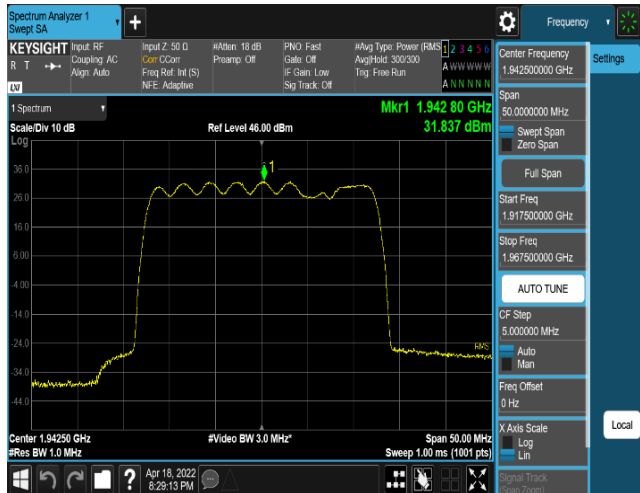 Spectrum Analyzer 1
Swept SA
+
Frequency
KEYSIGHT
R T
LXI
Input: RF
Coupling: AC
Align: Auto
Input Z: 50 Ω
Corr CCorr
Freq Ref: Int (S)
NFE: Adaptive
#Atten: 18 dB
Preamp: Off
PNO: Fast
Gate: Off
IF Gain: Low
Sig Track: Off
#Avg Type: Power (RMS
Avg|Hold: 300/300
Trig: Free Run
1 2 3 4 5 6
A W W W W W
A N N N N N
1 Spectrum
Scale/Div 10 dB
Log
Ref Level 46.00 dBm
Mkr1 1.942 80 GHz
31.837 dBm
1
36.0
26.0
16.0
6.00
-4.00
-14.0
-24.0
-34.0
-44.0
RMS
Center 1.94250 GHz
#Res BW 1.0 MHz
#Video BW 3.0 MHz*
Span 50.00 MHz
Sweep 1.00 ms (1001 pts)
?
Apr 18, 2022
8:29:13 PM
Center Frequency
1.942500000 GHz
Settings
Span
50.0000000 MHz
Swept Span
Zero Span
Full Span
Start Freq
1.917500000 GHz
Stop Freq
1.967500000 GHz
AUTO TUNE
CF Step
5.000000 MHz
Auto
Man
Freq Offset
0 Hz
X Axis Scale
Log
Lin
Local
Signal Track
(Span Zoom)